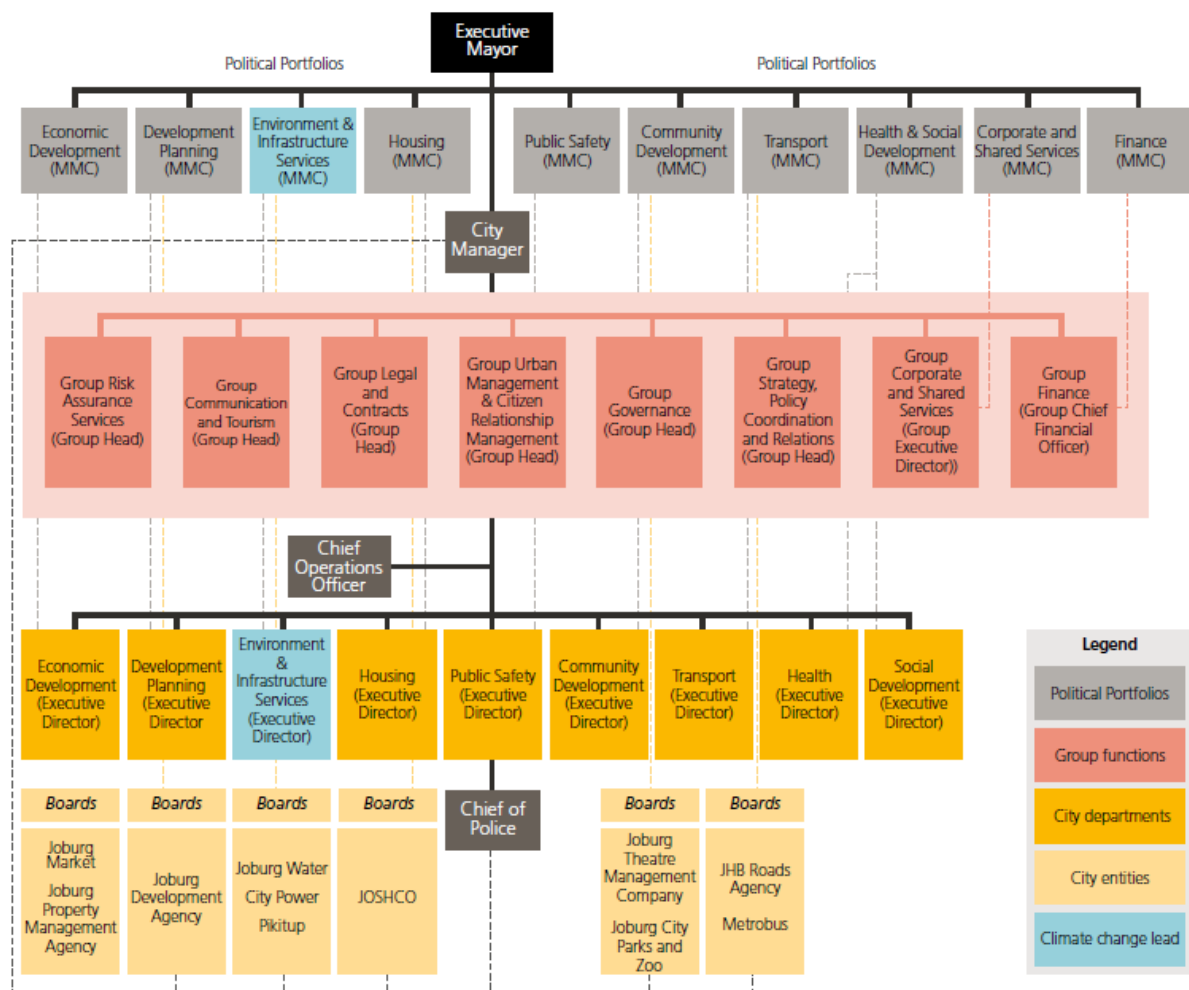 Executive
Mayor
Political Portfolios
Political Portfolios
Economic
Development
(MMC)
Development
Planning
(MMC)
Environment &
Infrastructure
Services
(MMC)
Housing
(MMC)
Public Safety
(MMC)
Community
Development
(MMC)
Transport
(MMC)
Health & Social
Development
(MMC)
Corporate and
Shared Services
(MMC)
Finance
(MMC)
City
Manager
Group Risk
Assurance
Services
(Group Head)
Group
Communication
and Tourism
(Group Head)
Group Legal
and
Contracts
(Group
Head)
Group Urban
Management
& Citizen
Relationship
Management
(Group Head)
Group
Governance
(Group Head)
Group
Strategy,
Policy
Coordination
and Relations
(Group Head)
Group
Corporate
and Shared
Services
(Group
Executive
Director))
Group
Finance
(Group Chief
Financial
Officer)
Chief
Operations
Officer
Economic
Development
(Executive
Director)
Development
Planning
(Executive
Director
Environment
&
Infrastructure
Services
(Executive
Director)
Housing
(Executive
Director)
Public Safety
(Executive
Director)
Community
Development
(Executive
Director)
Transport
(Executive
Director)
Health
(Executive
Director)
Social
Development
(Executive
Director)
Boards
Joburg
Market
Joburg
Property
Management
Agency
Boards
Joburg
Development
Agency
Boards
Joburg Water
City Power
Pikitup
Boards
JOSHCO
Chief of
Police
Boards
Joburg
Theatre
Management
Company
Joburg City
Parks and
Zoo
Boards
JHB Roads
Agency
Metrobus
Legend
Political Portfolios
Group functions
City departments
City entities
Climate change lead